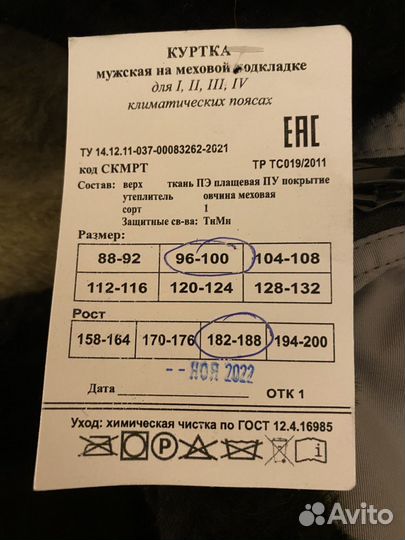 КУРТКА
мужская на меховой подкладке
для I, II, III, IV
климатических поясах
EAC
ТУ 14.12.11-037-00083262-2021
код СКМРТ ТР ТС019/2011
Состав: верх ткань ПЭ плащевая ПУ покрытие
утеплитель овчина меховая
сорт I
Защитные св-ва: ТнМи
Размер:
88-92 96-100 104-108
112-116 120-124 128-132
Рост
158-164 170-176 182-188 194-200
-- НОЯ 2022
Дата ОТК 1
Уход: химическая чистка по ГОСТ 12.4.16985
P
i
Avito